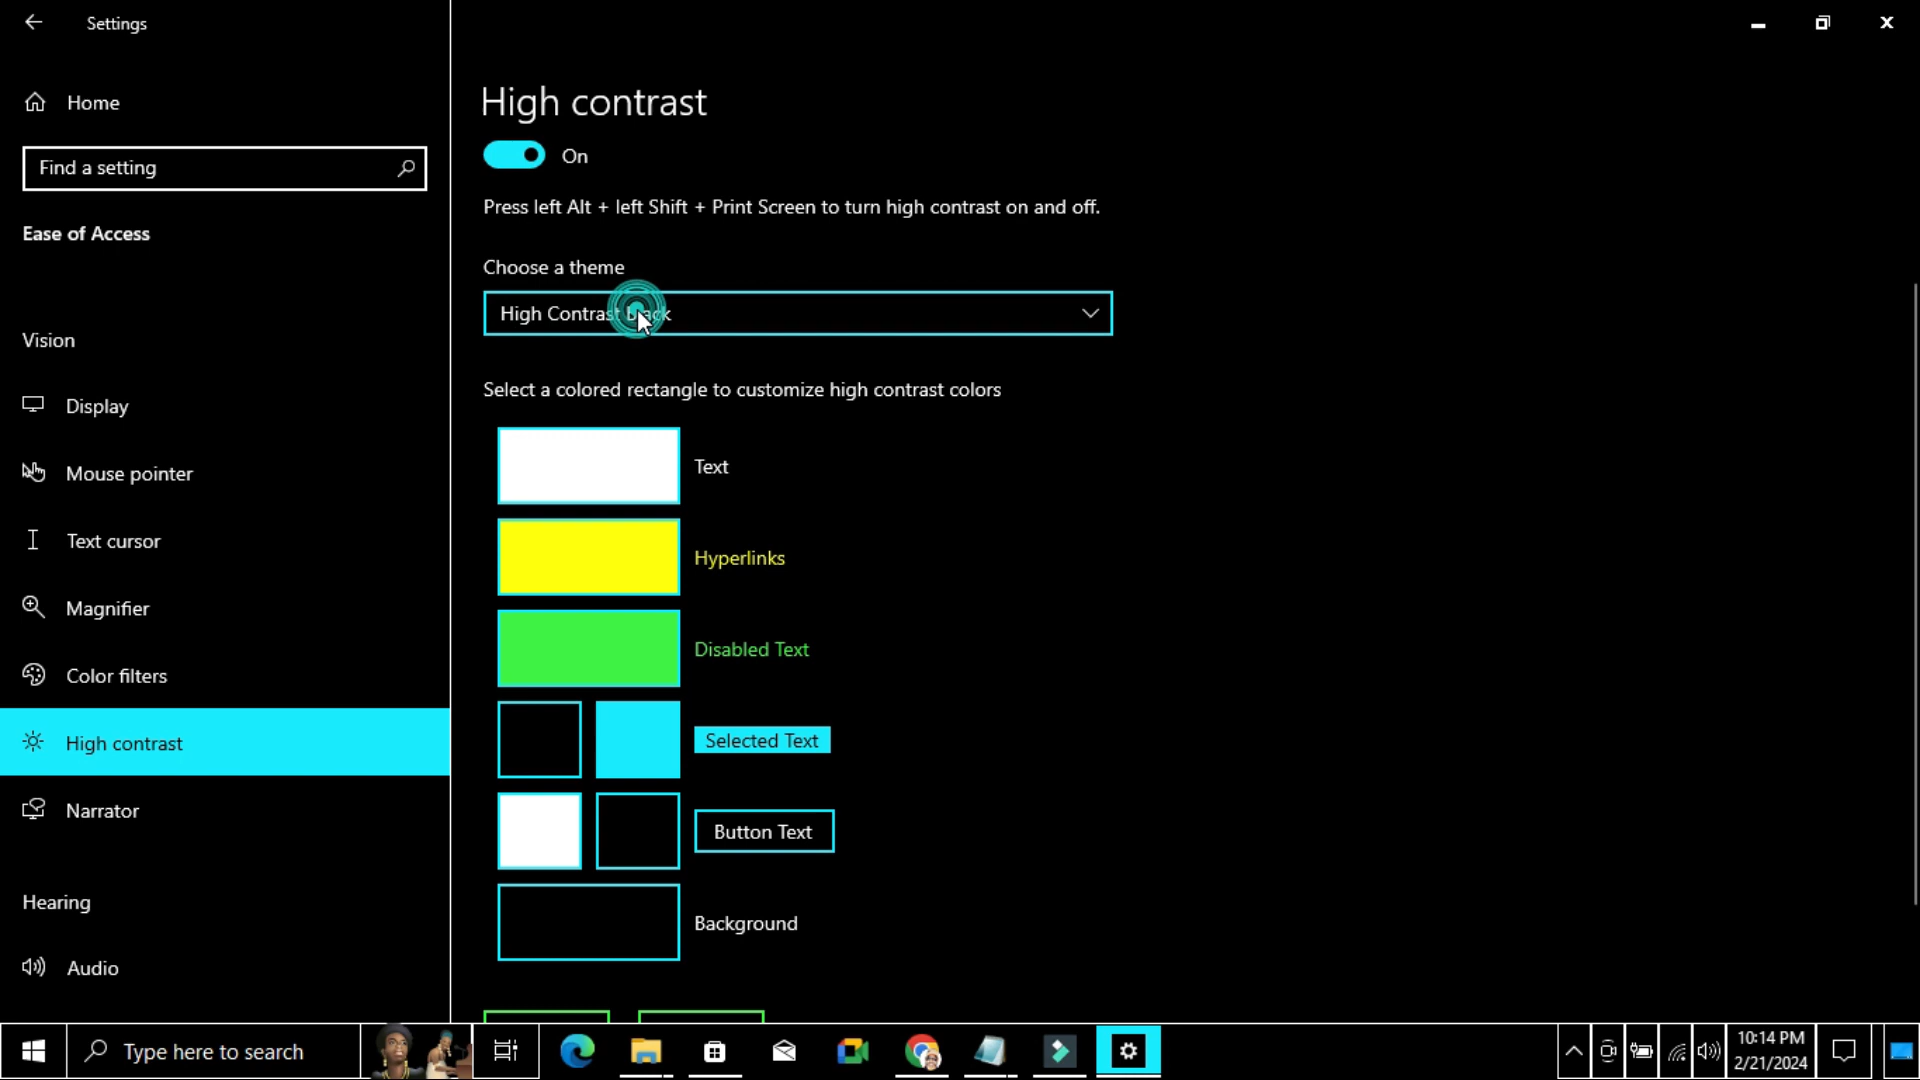 Settings
Home
Find a setting
Ease of Access
Vision
Display
Mouse pointer
Text cursor
Magnifier
Color filters
High contrast
Narrator
Hearing
Audio
High contrast
On
Press left Alt + left Shift + Print Screen to turn high contrast on and off.
Choose a theme
High Contrast Black
Select a colored rectangle to customize high contrast colors
Text
Hyperlinks
Disabled Text
Selected Text
Button Text
Background
Type here to search
10:14 PM
2/21/2024